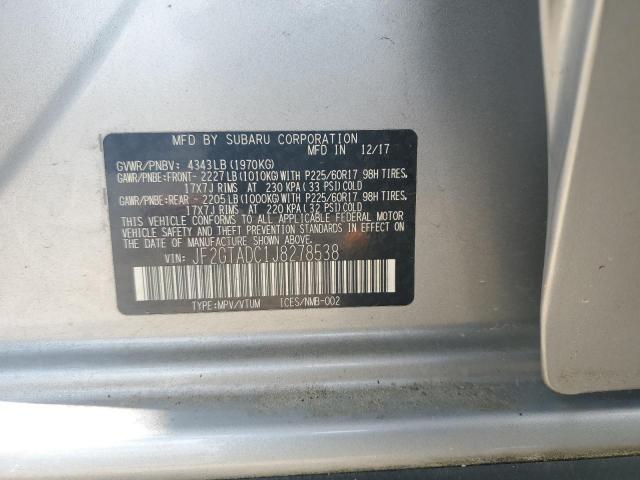 MFD BY SUBARU CORPORATION
MFD IN 12/17
GVWR/PNBV: 4343LB (1970KG)
GAWR/PNBE:FRONT- 2227LB (1010KG) WITH P225/60R17 98H TIRES,
17X7J RIMS AT 230 KPA (33 PSI) COLD
GAWR/PNBE:REAR - 2205LB (1000KG) WITH P225/60R17 98H TIRES,
17X7J RIMS AT 220 KPA (32 PSI) COLD
THIS VEHICLE CONFORMS TO ALL APPLICABLE FEDERAL MOTOR
VEHICLE SAFETY AND THEFT PREVENTION STANDARDS IN EFFECT ON
THE DATE OF MANUFACTURE SHOWN ABOVE.
VIN: JF2GTADC1J8278538
TYPE:MPV/VTUM ICES/NMB-002